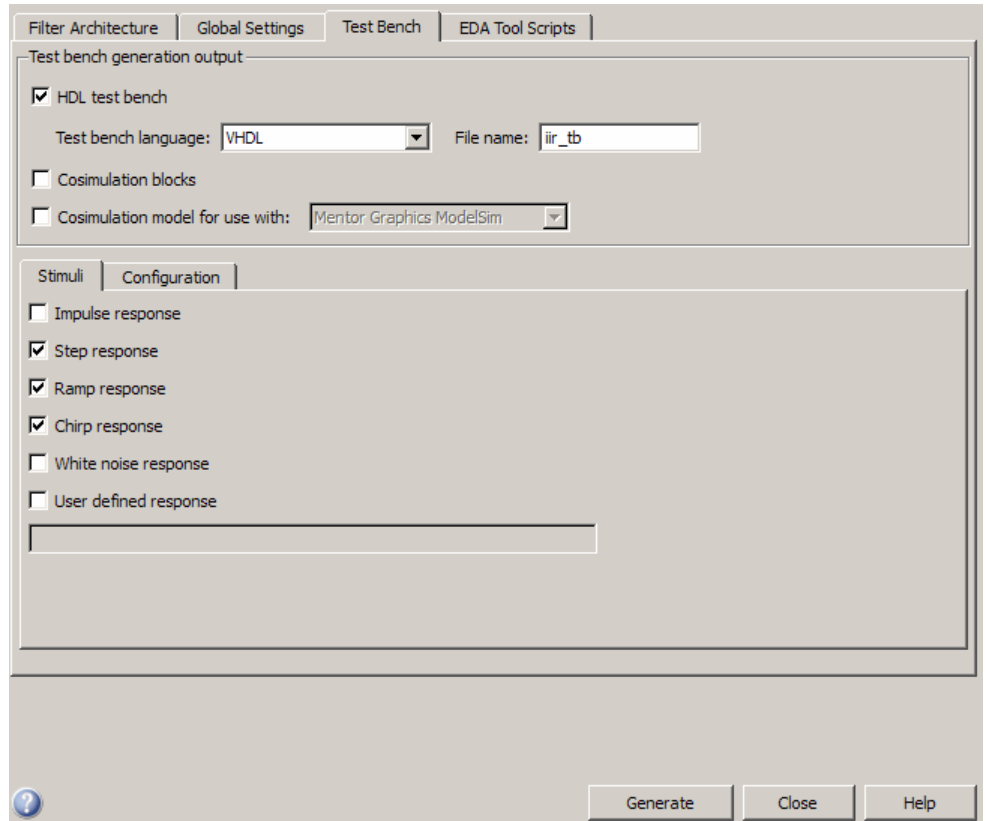 Filter Architecture Global Settings Test Bench EDA Tool Scripts
Test bench generation output
HDL test bench
Test bench language: VHDL File name: iir_tb
Cosimulation blocks
Cosimulation model for use with: Mentor Graphics ModelSim
Stimuli Configuration
Impulse response
Step response
Ramp response
Chirp response
White noise response
User defined response
? Generate Close Help